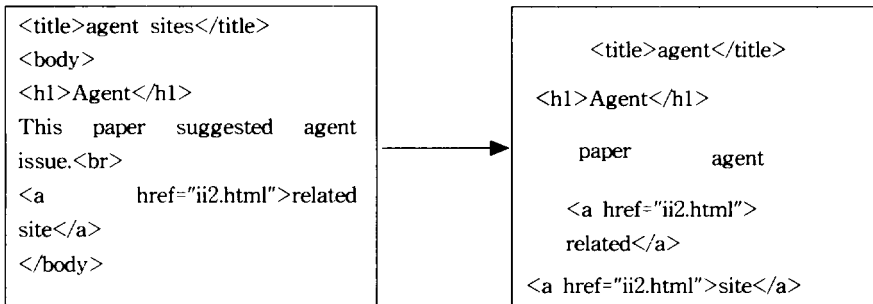 <title>agent sites</title>
<body>
<h1>Agent</h1>
This paper suggested agent
issue.<br>
<a href="ii2.html">related
site</a>
</body>
<title>agent</title>
<h1>Agent</h1>
paper agent
<a href="ii2.html">
related</a>
<a href="ii2.html">site</a>